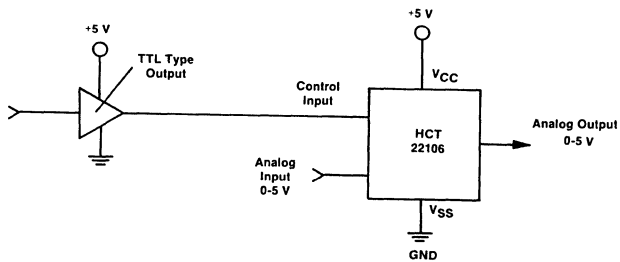 +5 V
TTL Type
Output
+5 V
VCC
Control
Input
HCT
22106
Analog Output
0-5 V
Analog
Input
0-5 V
VSS
GND